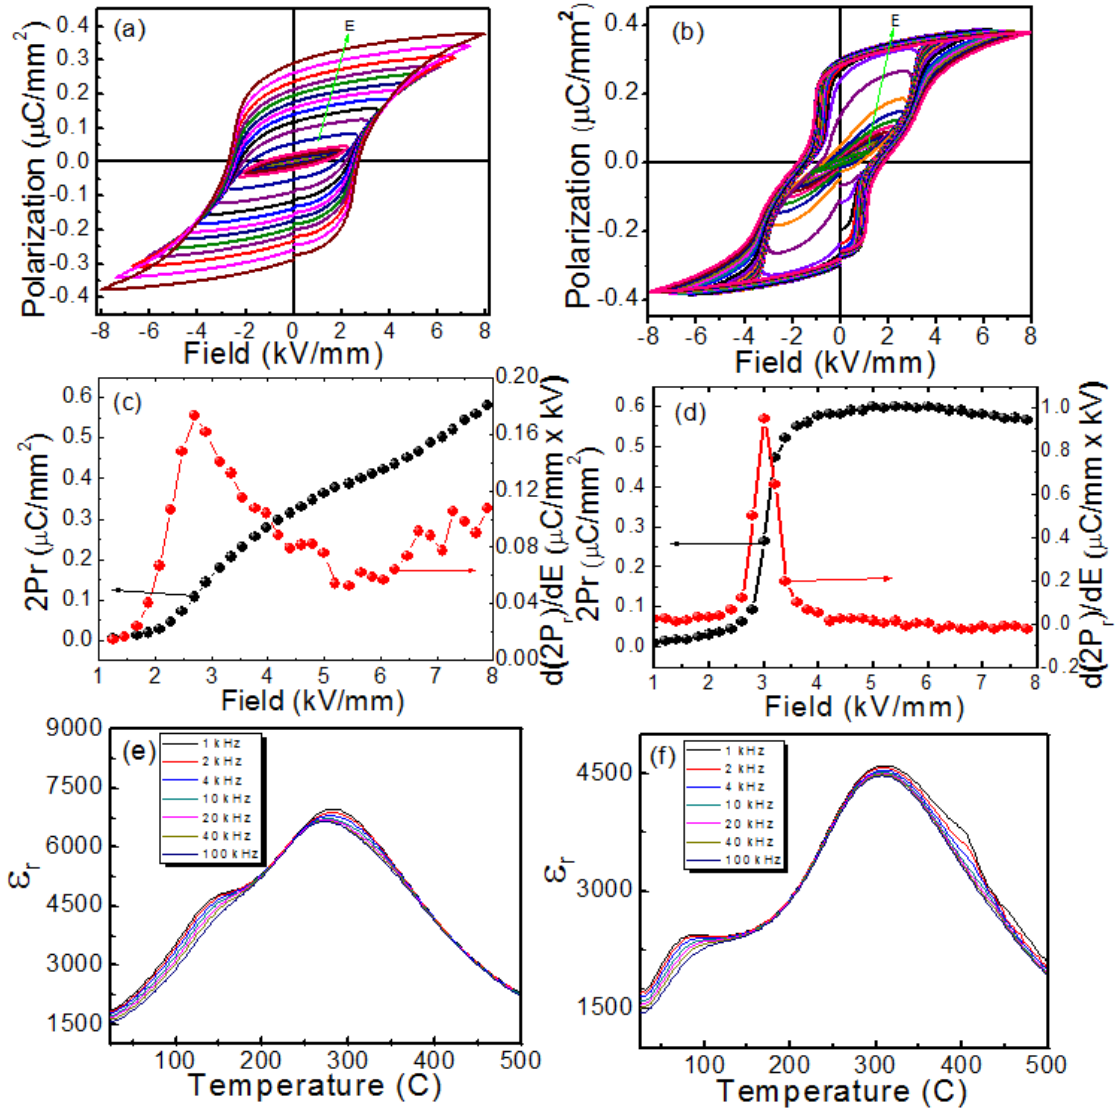 (a)
E
0.4
0.3
0.2
0.1
0.0
-0.1
-0.2
-0.3
-0.4
Polarization (μC/mm²)
-8 -6 -4 -2 0 2 4 6 8
Field (kV/mm)
(b)
E
0.4
0.2
0.0
-0.2
-0.4
Polarization (μC/mm²)
-8 -6 -4 -2 0 2 4 6 8
Field (kV/mm)
(c)
0.6
0.5
0.4
0.3
0.2
0.1
0.0
2Pr (μC/mm²)
0.20
0.16
0.12
0.08
0.04
0.00
d(2Pr)/dE (μC/mm x kV)
1 2 3 4 5 6 7 8
Field (kV/mm)
(d)
0.6
0.5
0.4
0.3
0.2
0.1
0.0
2Pr (μC/mm²)
1.0
0.8
0.6
0.4
0.2
0.0
-0.2
d(2Pr)/dE (μC/mm x kV)
1 2 3 4 5 6 7 8
Field (kV/mm)
(e)
1 kHz
2 kHz
4 kHz
10 kHz
20 kHz
40 kHz
100 kHz
9000
7500
6000
4500
3000
1500
εr
100 200 300 400 500
Temperature (C)
(f)
1 kHz
2 kHz
4 kHz
10 kHz
20 kHz
40 kHz
100 kHz
4500
3000
1500
εr
100 200 300 400 500
Temperature (C)